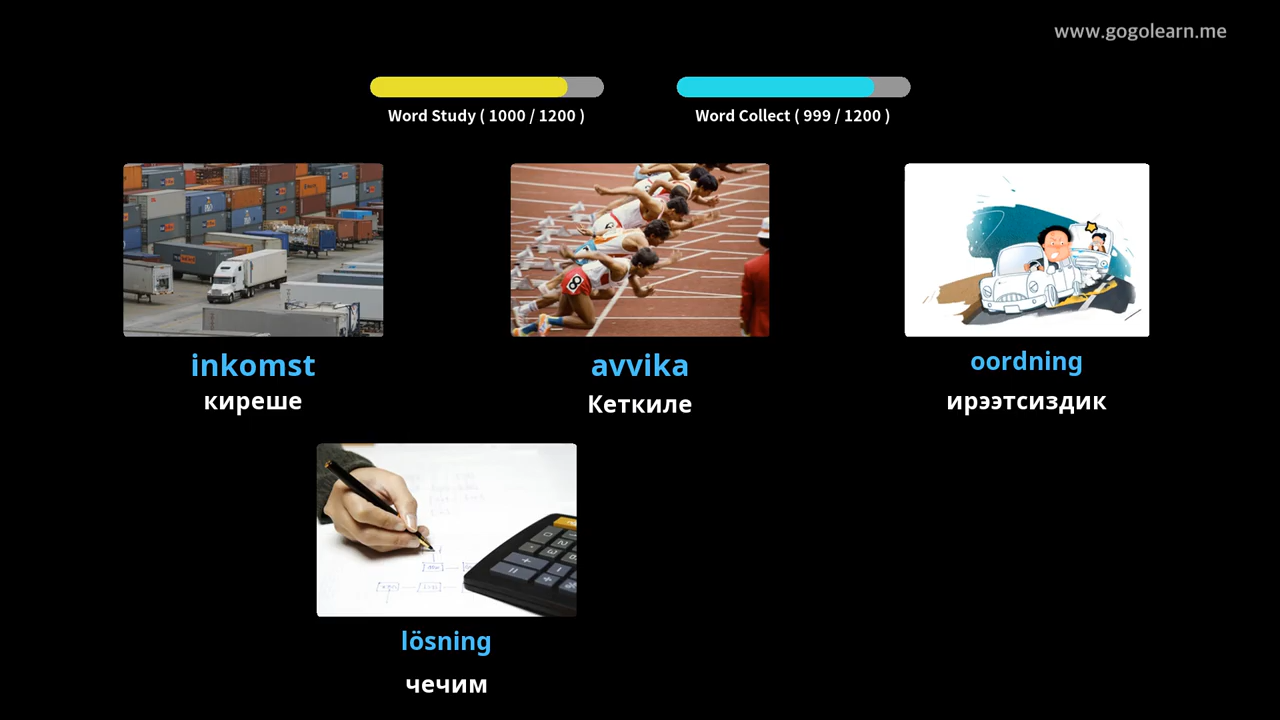 www.gogolearn.me
Word Study ( 1000 / 1200 )
Word Collect ( 999 / 1200 )
inkomst
киреше
avvika
Кеткиле
oordning
ирээтсиздик
lösning
чечим